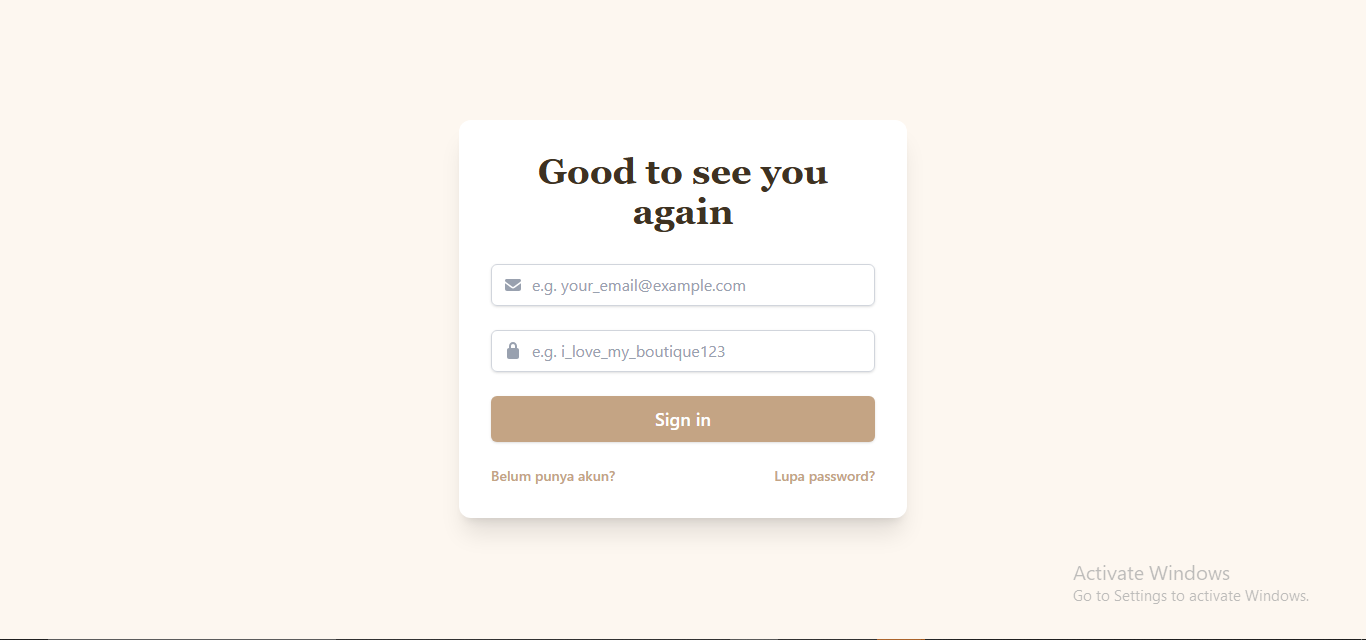 Good to see you
again
e.g. your_email@example.com
e.g. i_love_my_boutique123
Sign in
Belum punya akun? Lupa password?
Activate Windows
Go to Settings to activate Windows.